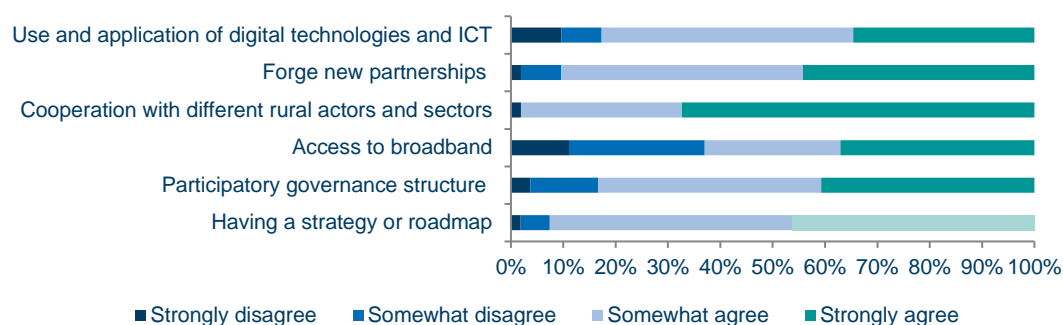 Use and application of digital technologies and ICT
Forge new partnerships
Cooperation with different rural actors and sectors
Access to broadband
Participatory governance structure
Having a strategy or roadmap
0% 10% 20% 30% 40% 50% 60% 70% 80% 90% 100%
Strongly disagree Somewhat disagree Somewhat agree Strongly agree